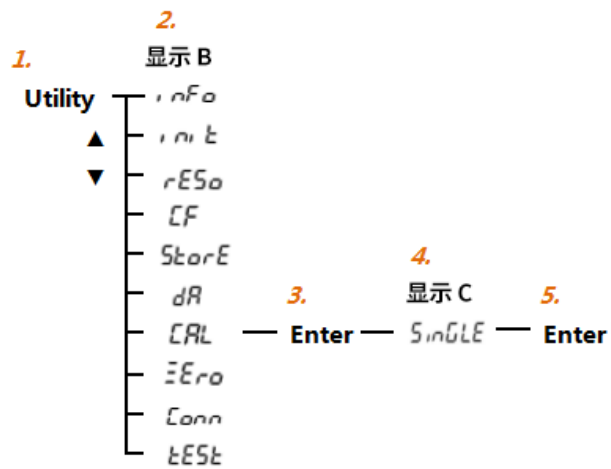 2.
1. 显示 B
Utility inFo
▲ init
▼ rESo
CF
StorE
4.
dA 3. 显示 C 5.
CAL Enter SinGLE Enter
ZEro
Conn
tESt